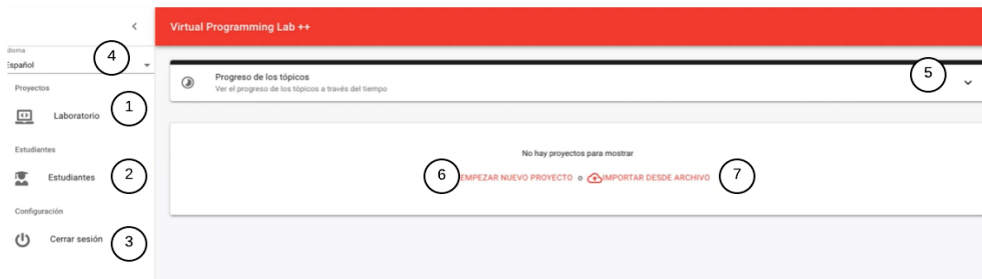 Virtual Programming Lab ++
dioma
4
Español
Proyectos
1
Laboratorio
Estudiantes
2
Estudiantes
Configuración
3
Cerrar sesión
Progreso de los tópicos
Ver el progreso de los tópicos a través del tiempo
5
No hay proyectos para mostrar
6 EMPEZAR NUEVO PROYECTO o IMPORTAR DESDE ARCHIVO 7